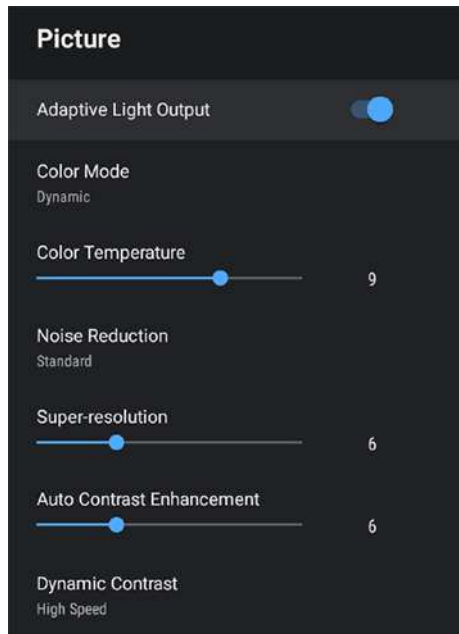 Picture
Adaptive Light Output
Color Mode
Dynamic
Color Temperature
9
Noise Reduction
Standard
Super-resolution
6
Auto Contrast Enhancement
6
Dynamic Contrast
High Speed